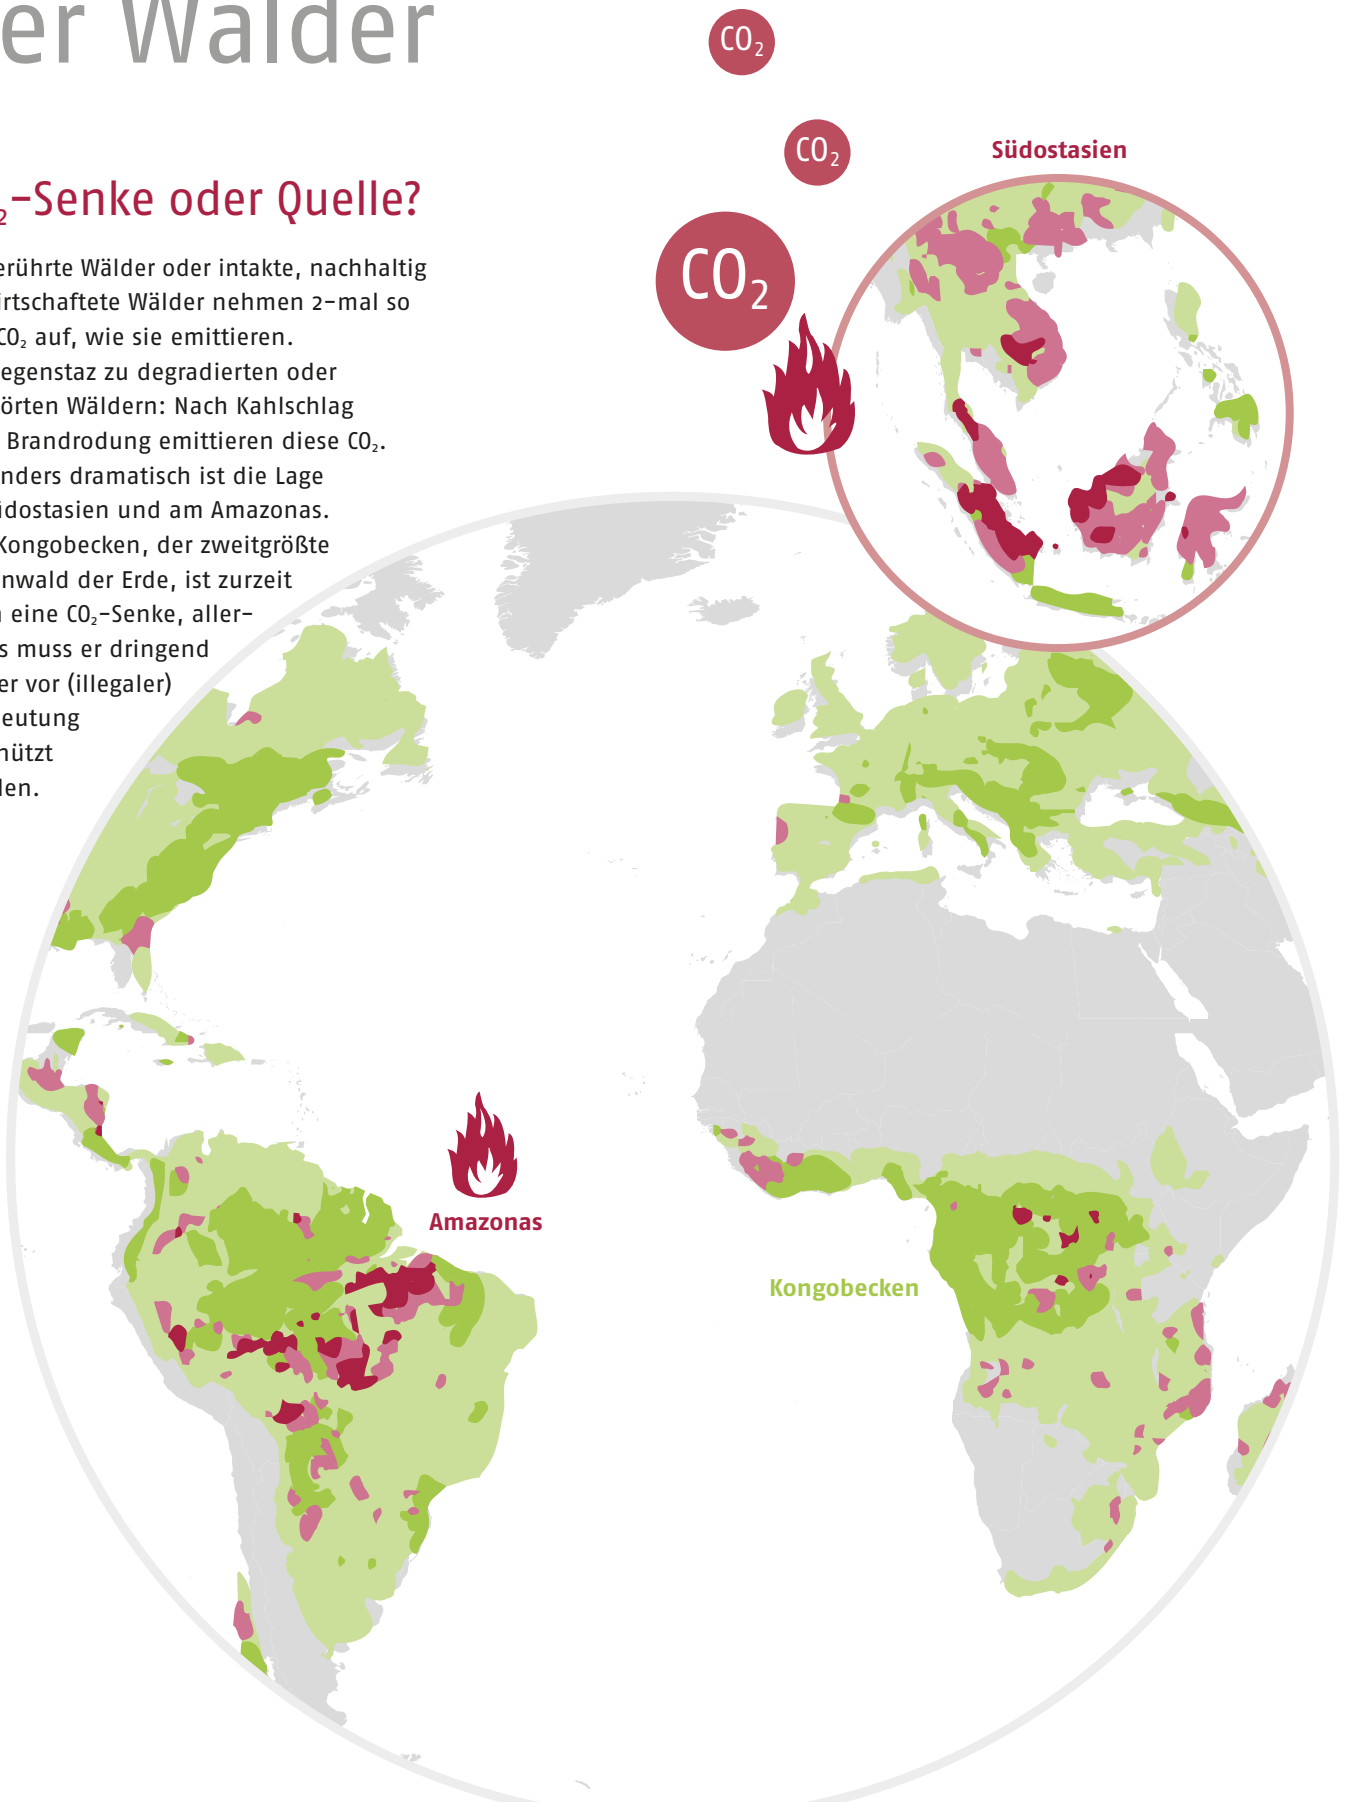 er Wälder
CO₂
CO₂
Südostasien
₂-Senke oder Quelle?
CO₂
erührte Wälder oder intakte, nachhaltig
irtschaftete Wälder nehmen 2-mal so
CO₂ auf, wie sie emittieren.
egenstaz zu degradierten oder
örten Wäldern: Nach Kahlschlag
Brandrodung emittieren diese CO₂.
nders dramatisch ist die Lage
üdostasien und am Amazonas.
Kongobecken, der zweitgrößte
nwald der Erde, ist zurzeit
eine CO₂-Senke, aller-
s muss er dringend
er vor (illegaler)
eutung
nützt
den.
Amazonas
Kongobecken